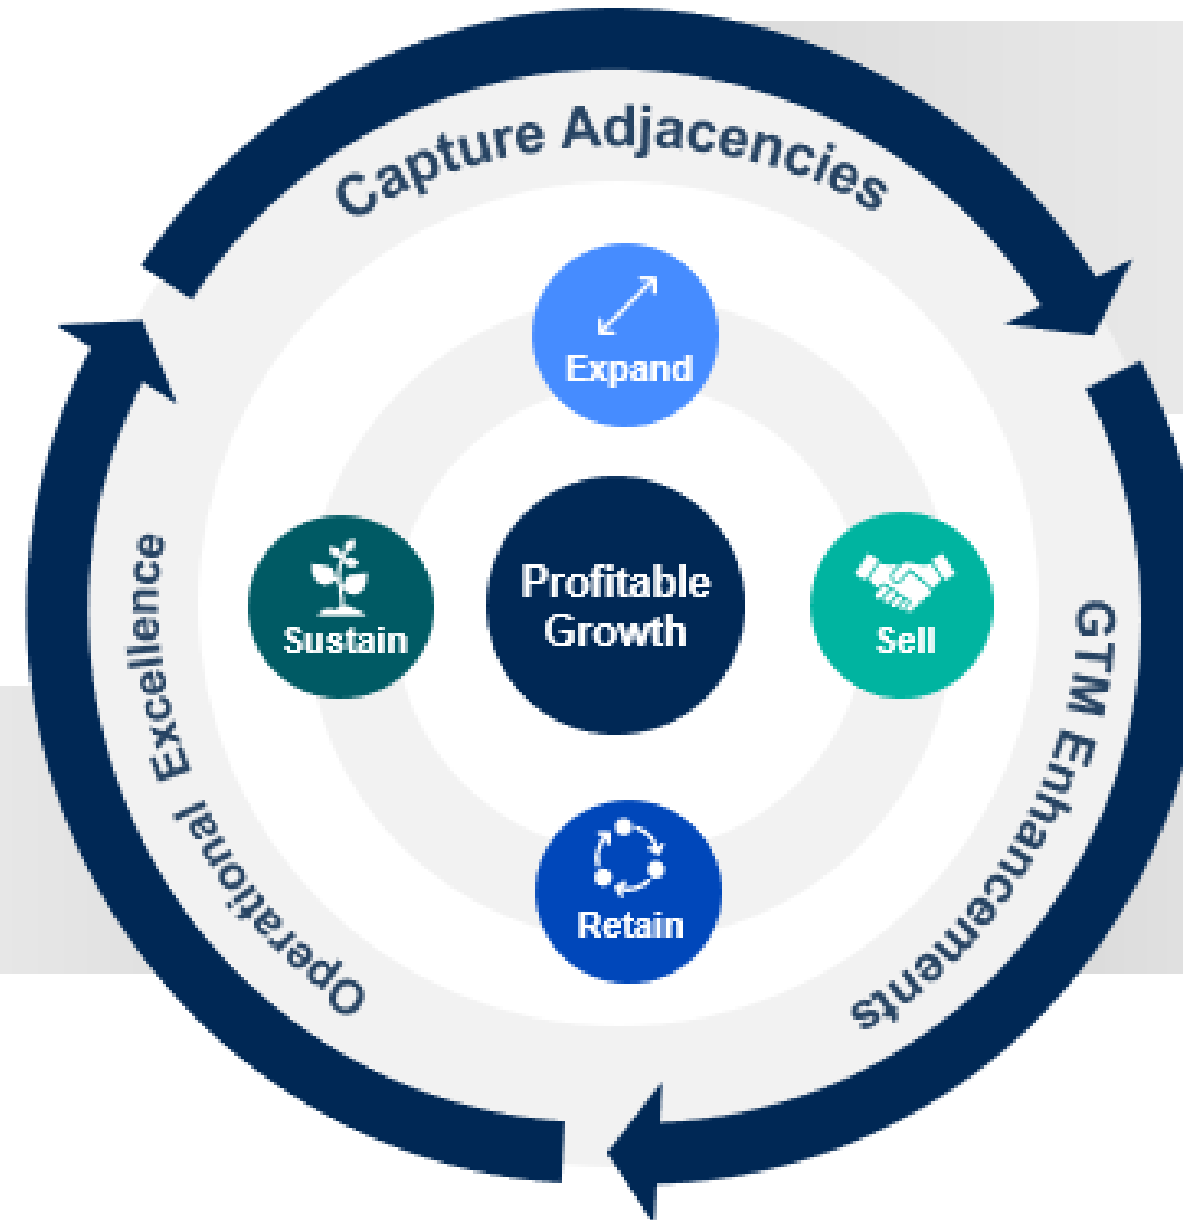 Capture Adjacencies
Expand
Sustain
Profitable
Growth
Sell
Retain
GTM Enhancements
Operational Excellence